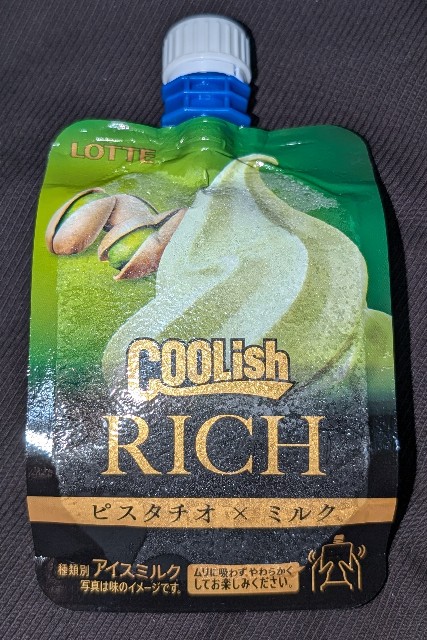 LOTTE
COOLish
RICH
ピスタチオ × ミルク
種類別 アイスミルク
写真は味のイメージです。
ムリに吸わず、やわらかく
してお楽しみください。